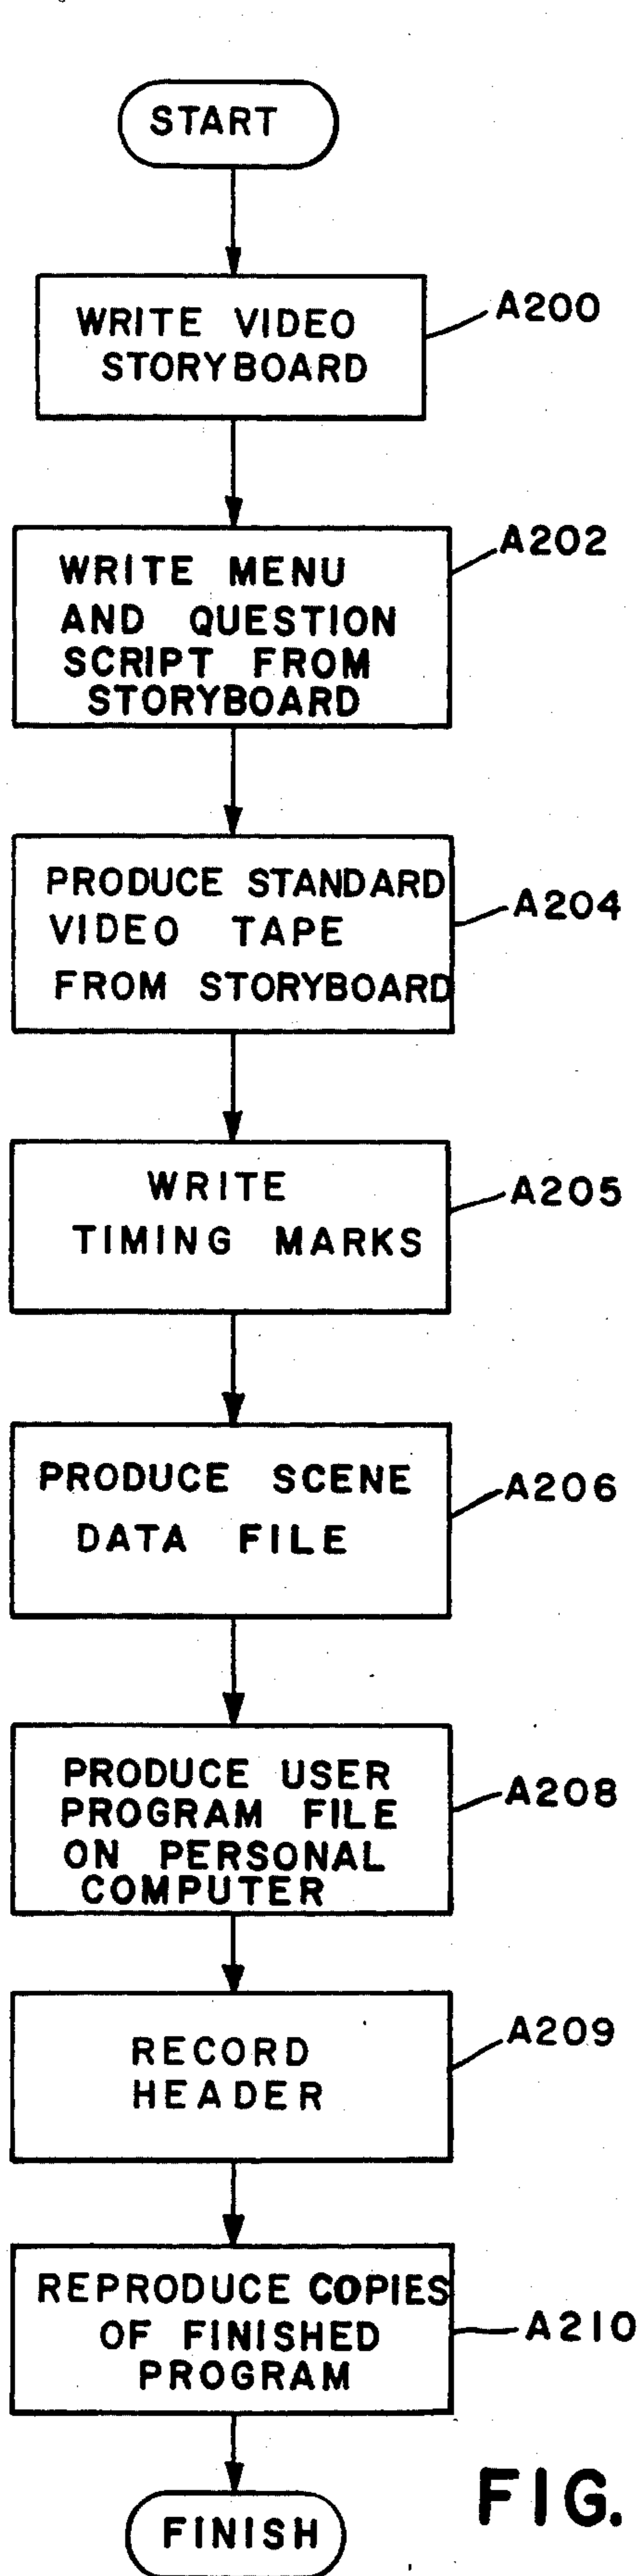 START
WRITE VIDEO
STORYBOARD
A200
WRITE MENU
AND QUESTION
SCRIPT FROM
STORYBOARD
A202
PRODUCE STANDARD
VIDEO TAPE
FROM STORYBOARD
A204
WRITE
TIMING MARKS
A205
PRODUCE SCENE
DATA FILE
A206
PRODUCE USER
PROGRAM FILE
ON PERSONAL
COMPUTER
A208
RECORD
HEADER
A209
REPRODUCE COPIES
OF FINISHED
PROGRAM
A210
FINISH
FIG.